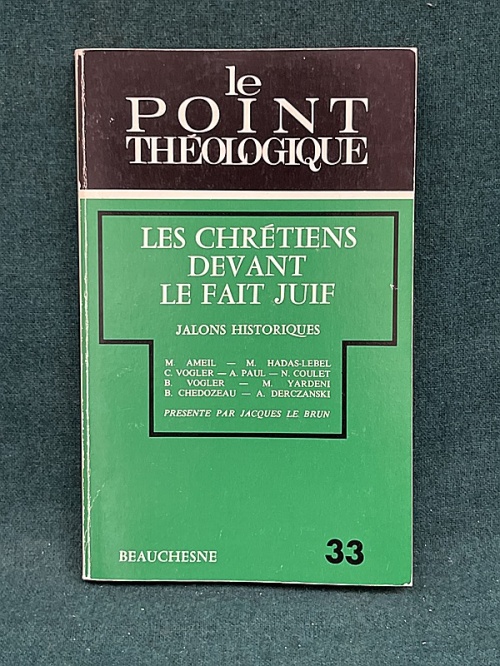 le
POINT
THÉOLOGIQUE
LES CHRÉTIENS
DEVANT
LE FAIT JUIF
JALONS HISTORIQUES
M. AMEIL — M. HADAS-LEBEL
C. VOGLER — A. PAUL — N. COULET
B. VOGLER — M. YARDENI
B. CHEDOZEAU — A. DERCZANSKI
PRESENTE PAR JACQUES LE BRUN
BEAUCHESNE
33